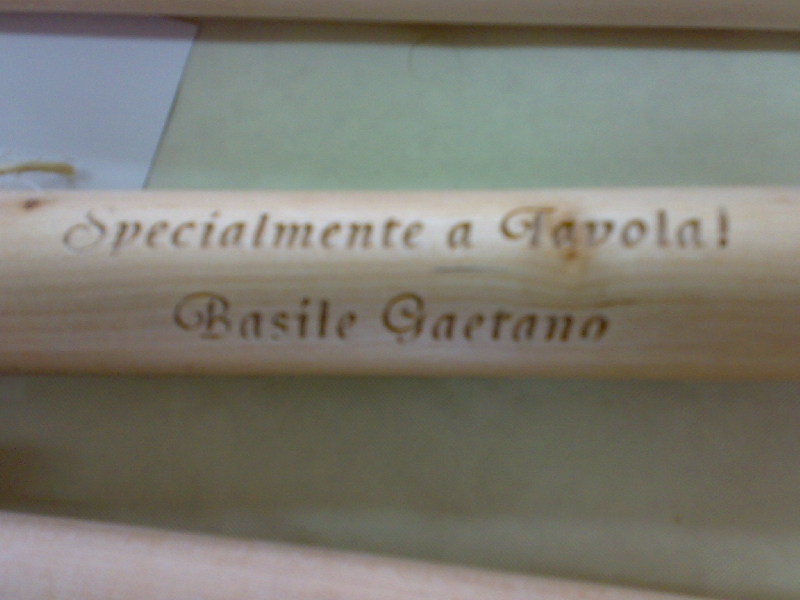 Specialmente a Tavola!
Basile Gaetano